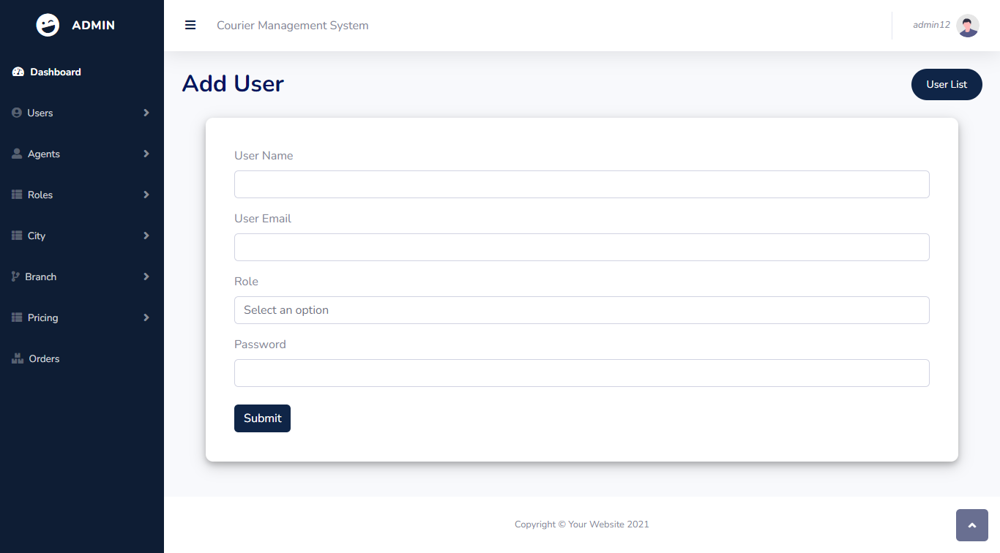 ADMIN
Courier Management System
admin12
Dashboard
Users
Agents
Roles
City
Branch
Pricing
Orders
Add User
User List
User Name
User Email
Role
Select an option
Password
Submit
Copyright © Your Website 2021